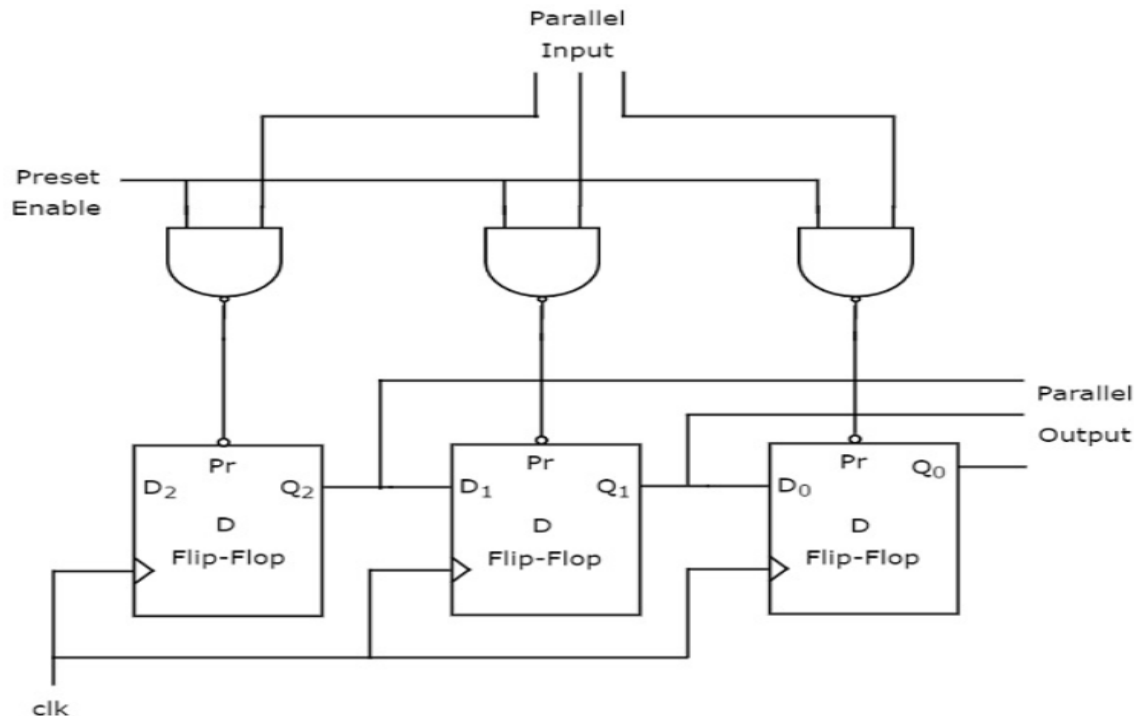 Parallel
Input
Preset
Enable
Parallel
Output
Pr
D₂
Q₂
D
Flip-Flop
Pr
D₁
Q₁
D
Flip-Flop
Pr
D₀
Q₀
D
Flip-Flop
clk